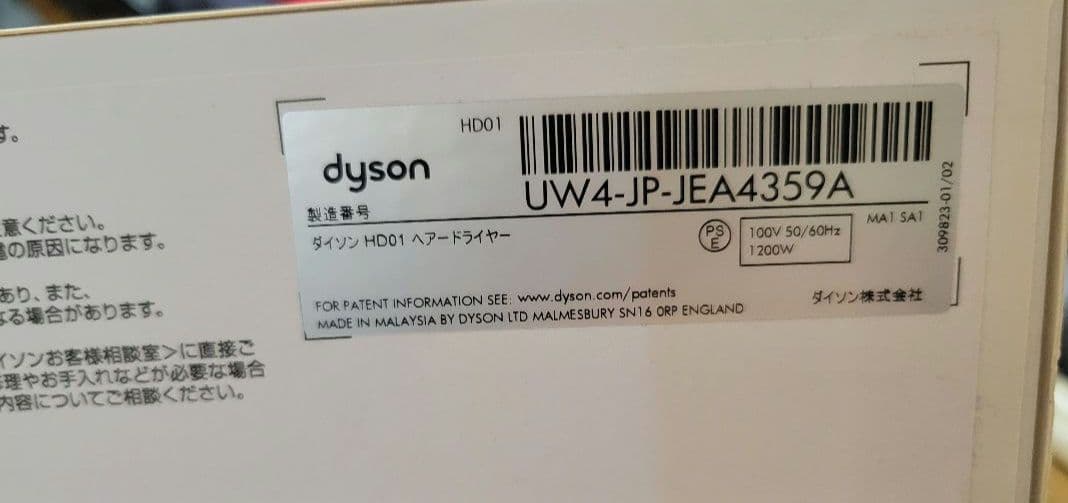 す。
意ください。
の原因になります。
あり、また、
なる場合があります。
イソンお客様相談室＞に直接ご
理やお手入れなどが必要な場合
内容についてご相談ください。
HD01
dyson
UW4-JP-JEA4359A
製造番号
ダイソン HD01 ヘアードライヤー
PS
E
100V 50/60Hz
1200W
MA1 SA1
309823-01/02
FOR PATENT INFORMATION SEE: www.dyson.com/patents
ダイソン株式会社
MADE IN MALAYSIA BY DYSON LTD MALMESBURY SN16 0RP ENGLAND